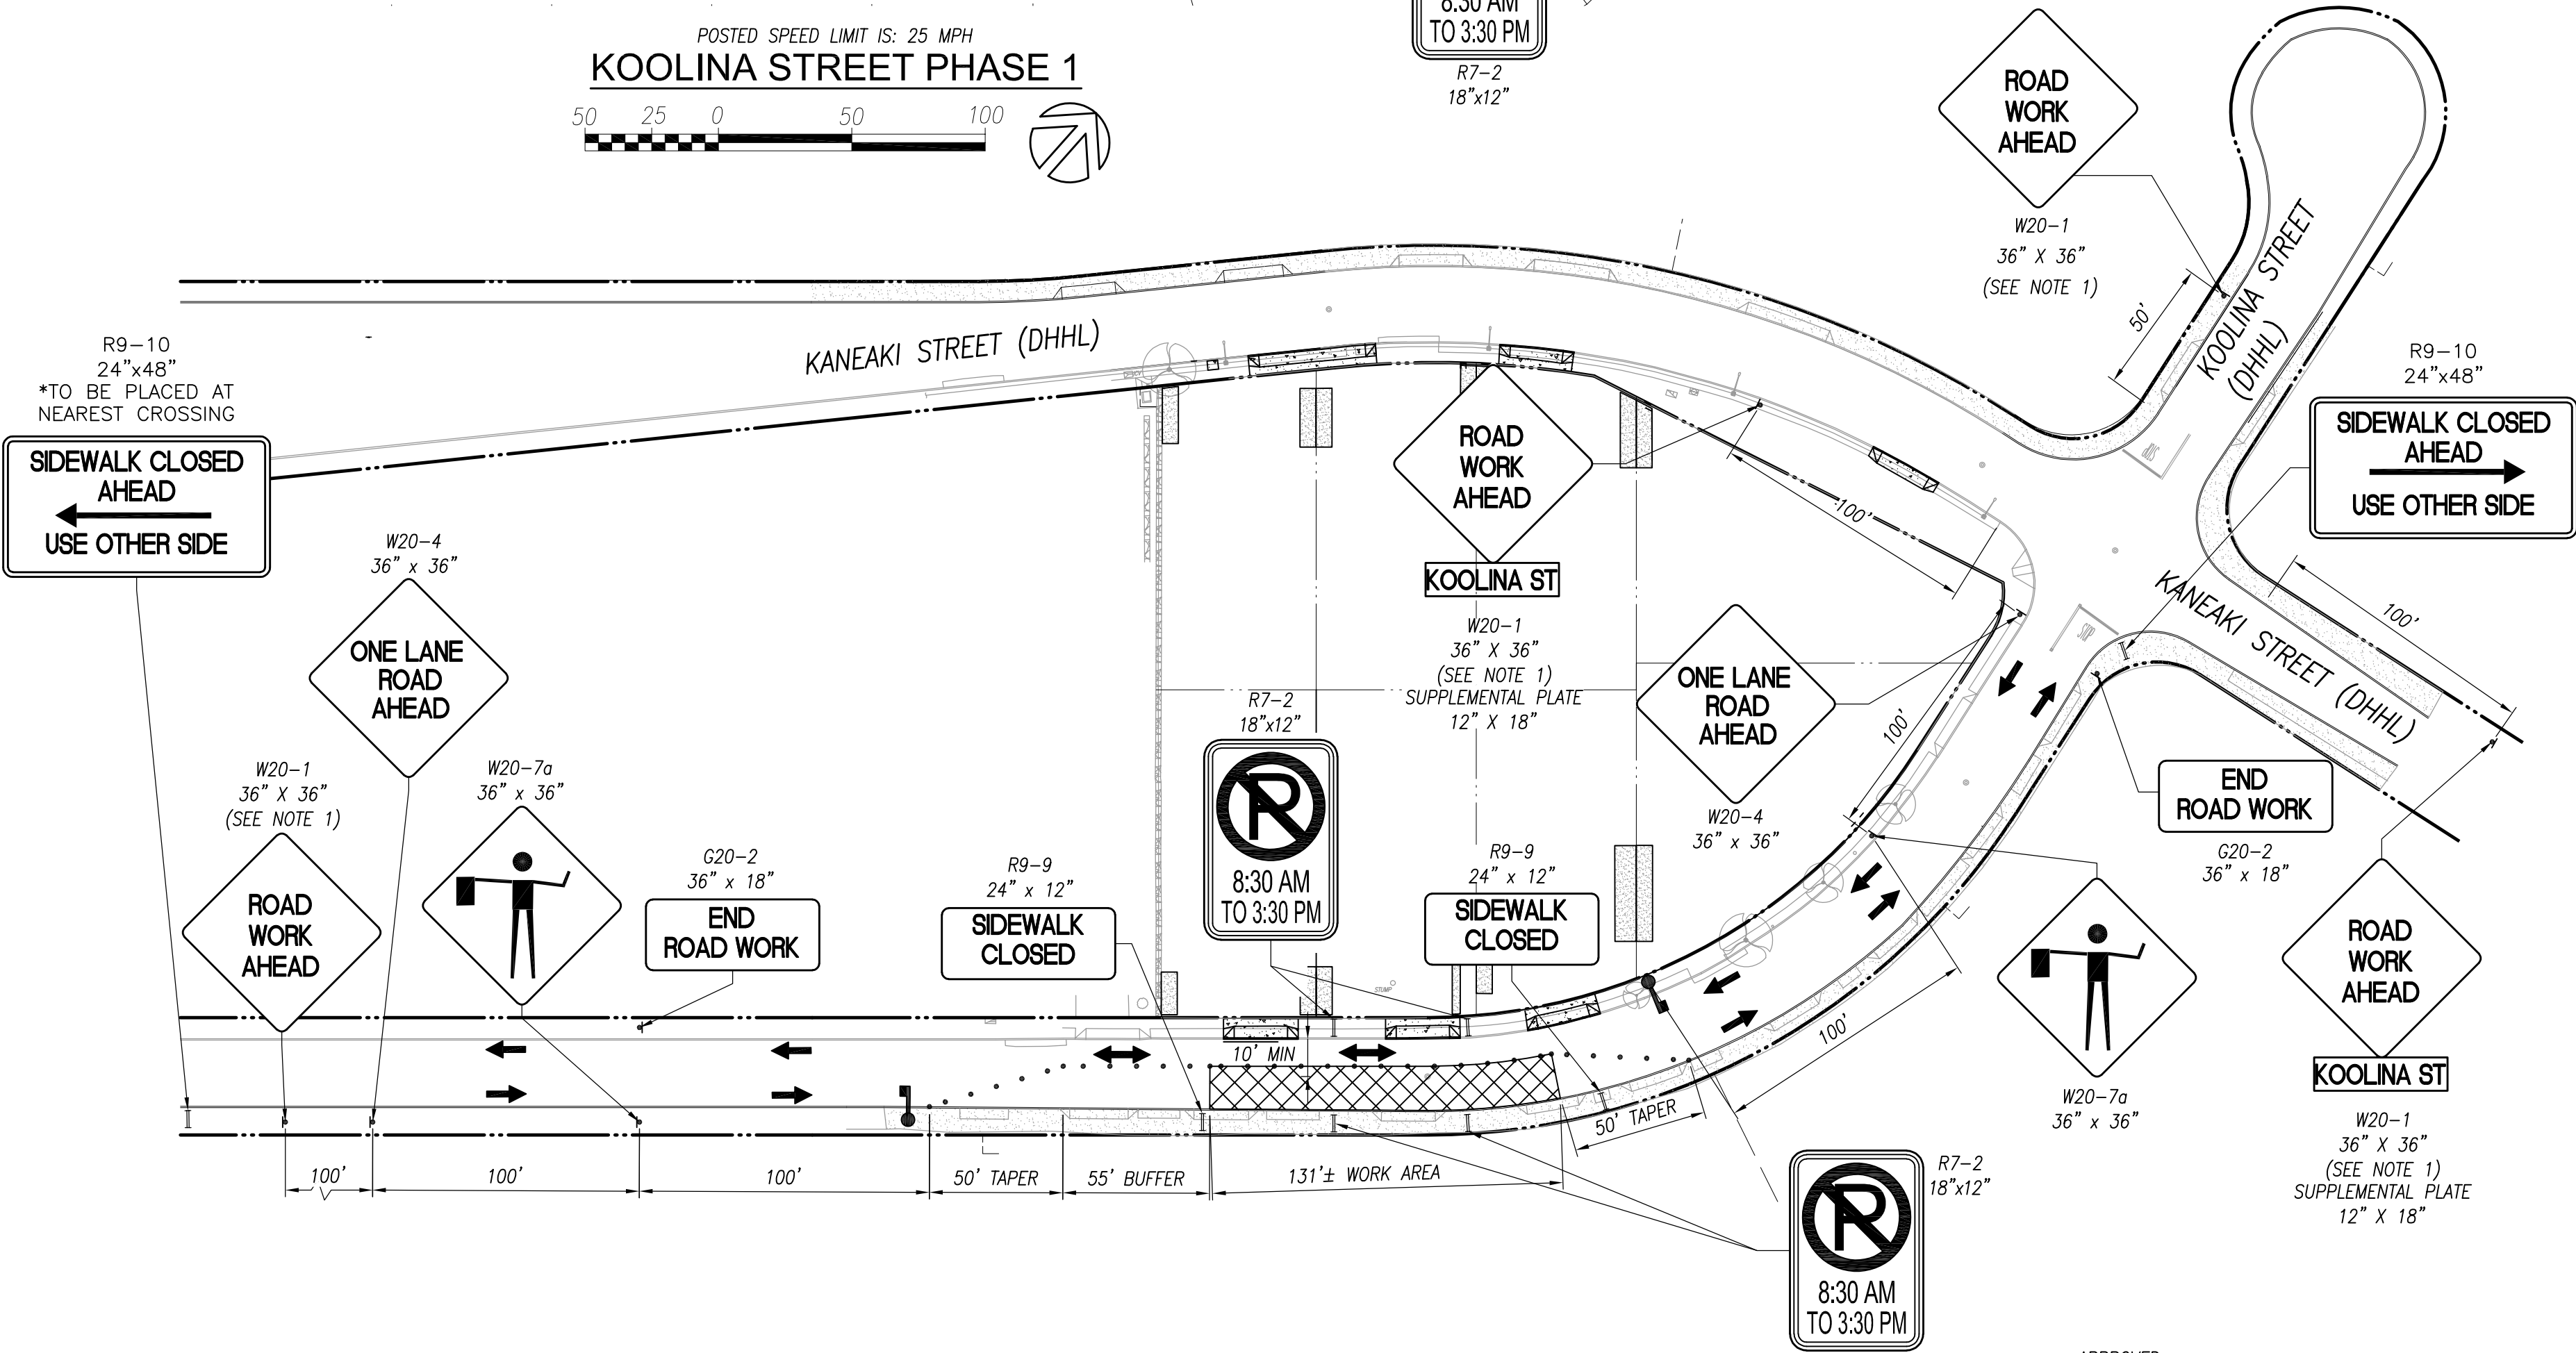 8:30 AM
TO 3:30 PM
R7-2
18"x12"
POSTED SPEED LIMIT IS: 25 MPH
KOOLINA STREET PHASE 1
50 25 0 50 100
ROAD
WORK
AHEAD
W20-1
36" X 36"
(SEE NOTE 1)
50'
KOOLINA STREET
(DHHL)
KANEAKI STREET (DHHL)
R9-10
24"x48"
*TO BE PLACED AT
NEAREST CROSSING
SIDEWALK CLOSED
AHEAD
USE OTHER SIDE
R9-10
24"x48"
SIDEWALK CLOSED
AHEAD
USE OTHER SIDE
ROAD
WORK
AHEAD
KOOLINA ST
W20-1
36" X 36"
(SEE NOTE 1)
SUPPLEMENTAL PLATE
12" X 18"
100'
KANEAKI STREET (DHHL)
100'
W20-4
36" x 36"
ONE LANE
ROAD
AHEAD
ONE LANE
ROAD
AHEAD
W20-4
36" x 36"
100'
STOP
W20-1
36" X 36"
(SEE NOTE 1)
ROAD
WORK
AHEAD
W20-7a
36" x 36"
G20-2
36" x 18"
END
ROAD WORK
R9-9
24" x 12"
SIDEWALK
CLOSED
R7-2
18"x12"
P
8:30 AM
TO 3:30 PM
R9-9
24" x 12"
SIDEWALK
CLOSED
STUMP
END
ROAD WORK
G20-2
36" x 18"
W20-7a
36" x 36"
ROAD
WORK
AHEAD
KOOLINA ST
W20-1
36" X 36"
(SEE NOTE 1)
SUPPLEMENTAL PLATE
12" X 18"
10' MIN
100'
50' TAPER
100'
100'
100'
50' TAPER
55' BUFFER
131'± WORK AREA
R7-2
18"x12"
P
8:30 AM
TO 3:30 PM